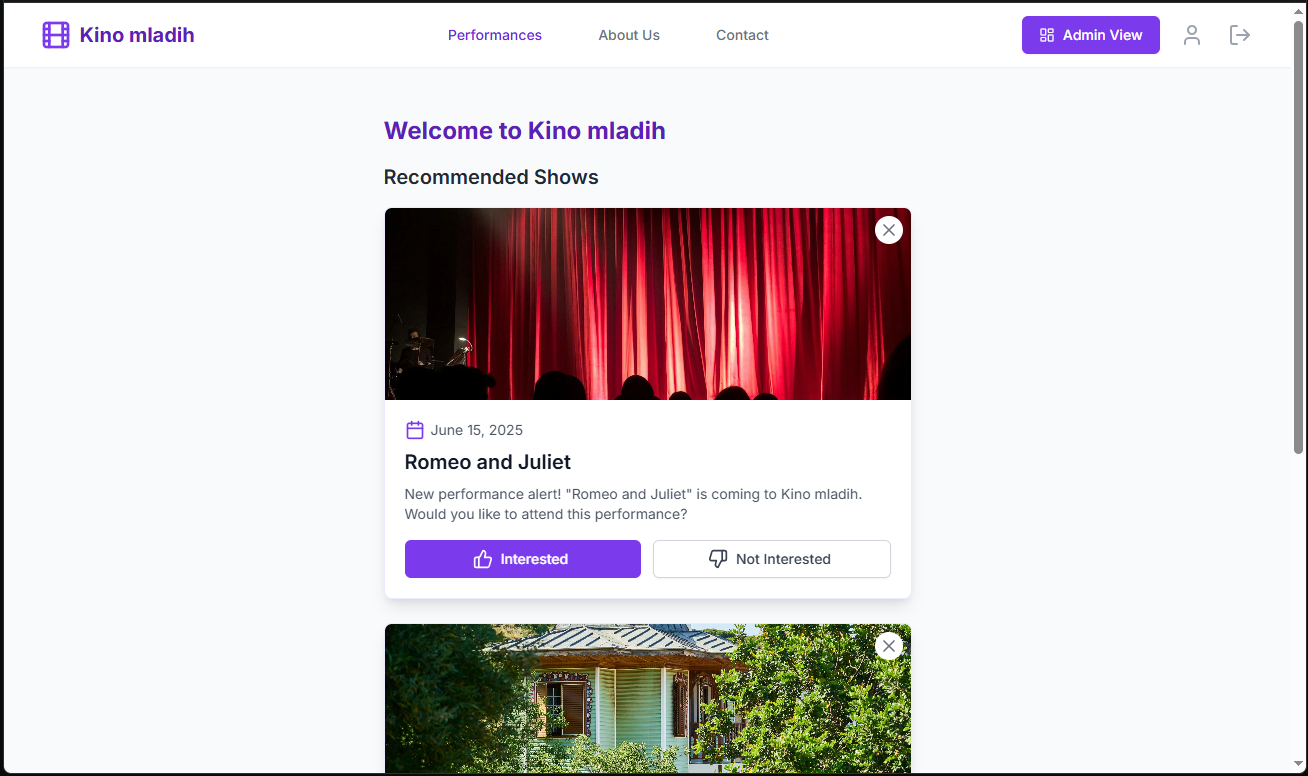 Kino mladih
Performances
About Us
Contact
Admin View
Welcome to Kino mladih
Recommended Shows
June 15, 2025
Romeo and Juliet
New performance alert! "Romeo and Juliet" is coming to Kino mladih.
Would you like to attend this performance?
Interested
Not Interested